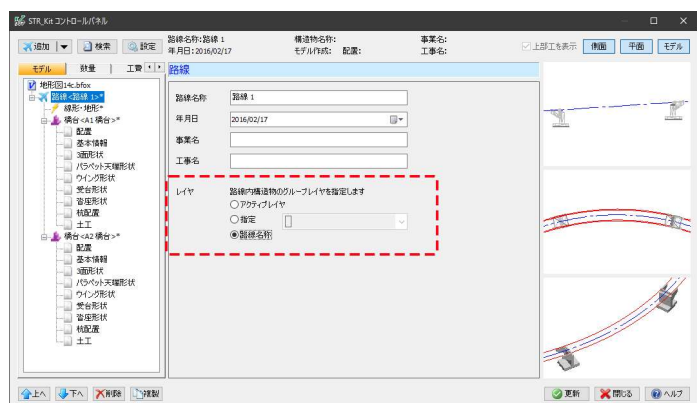 STR_Kit コントロールパネル
追加
検索
設定
路線名称:路線 1
年月日:2016/02/17
構造物名称:
モデル作成: 配置:
事業名:
工事名:
上部工を表示
側面
平面
モデル
モデル 数量 工費
地形図14c.bfox
路線<路線 1>*
線形・地形*
橋台<A1橋台>*
配置
基本情報
3面形状
パラペット天端形状
ウイング形状
受台形状
沓座形状
杭配置
土工
橋台<A2橋台>*
配置
基本情報
3面形状
パラペット天端形状
ウイング形状
受台形状
沓座形状
杭配置
土工
路線
路線名称 路線 1
年月日 2016/02/17
事業名
工事名
レイヤ 路線内構造物のグループレイヤを指定します
アクティブレイヤ
指定
路線名称
上へ
下へ
削除
複製
更新
閉じる
ヘルプ